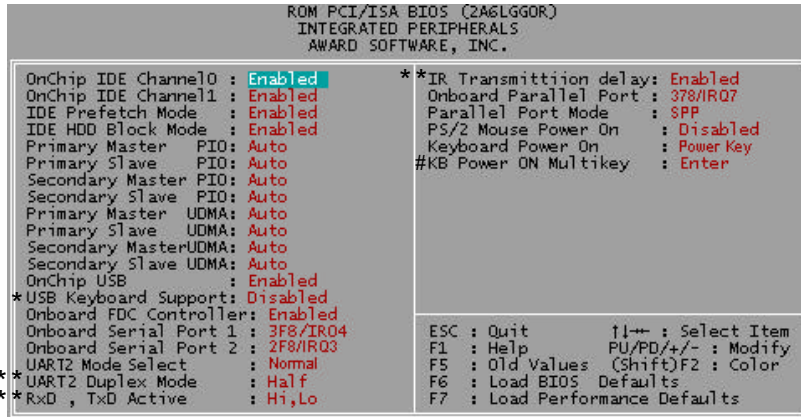 ROM PCI/ISA BIOS (2A6LGG0R)
INTEGRATED PERIPHERALS
AWARD SOFTWARE, INC.
OnChip IDE Channel0 : Enabled
OnChip IDE Channel1 : Enabled
IDE Prefetch Mode : Enabled
IDE HDD Block Mode : Enabled
Primary Master PIO: Auto
Primary Slave PIO: Auto
Secondary Master PIO: Auto
Secondary Slave PIO: Auto
Primary Master UDMA: Auto
Primary Slave UDMA: Auto
Secondary MasterUDMA: Auto
Secondary Slave UDMA: Auto
OnChip USB : Enabled
*USB Keyboard Support: Disabled
Onboard FDC Controller: Enabled
Onboard Serial Port 1 : 3F8/IRO4
Onboard Serial Port 2 : 2F8/IRQ3
UART2 Mode Select : Normal
**UART2 Duplex Mode : Half
**RxD , TxD Active : Hi,Lo
**IR Transmittiion delay: Enabled
Onboard Parallel Port : 378/IRQ7
Parallel Port Mode : SPP
PS/2 Mouse Power On : Disabled
Keyboard Power On : Power Key
#KB Power ON Multikey : Enter
ESC : Quit ↑↓→← : Select Item
F1 : Help PU/PD/+/- : Modify
F5 : Old Values (Shift)F2 : Color
F6 : Load BIOS Defaults
F7 : Load Performance Defaults